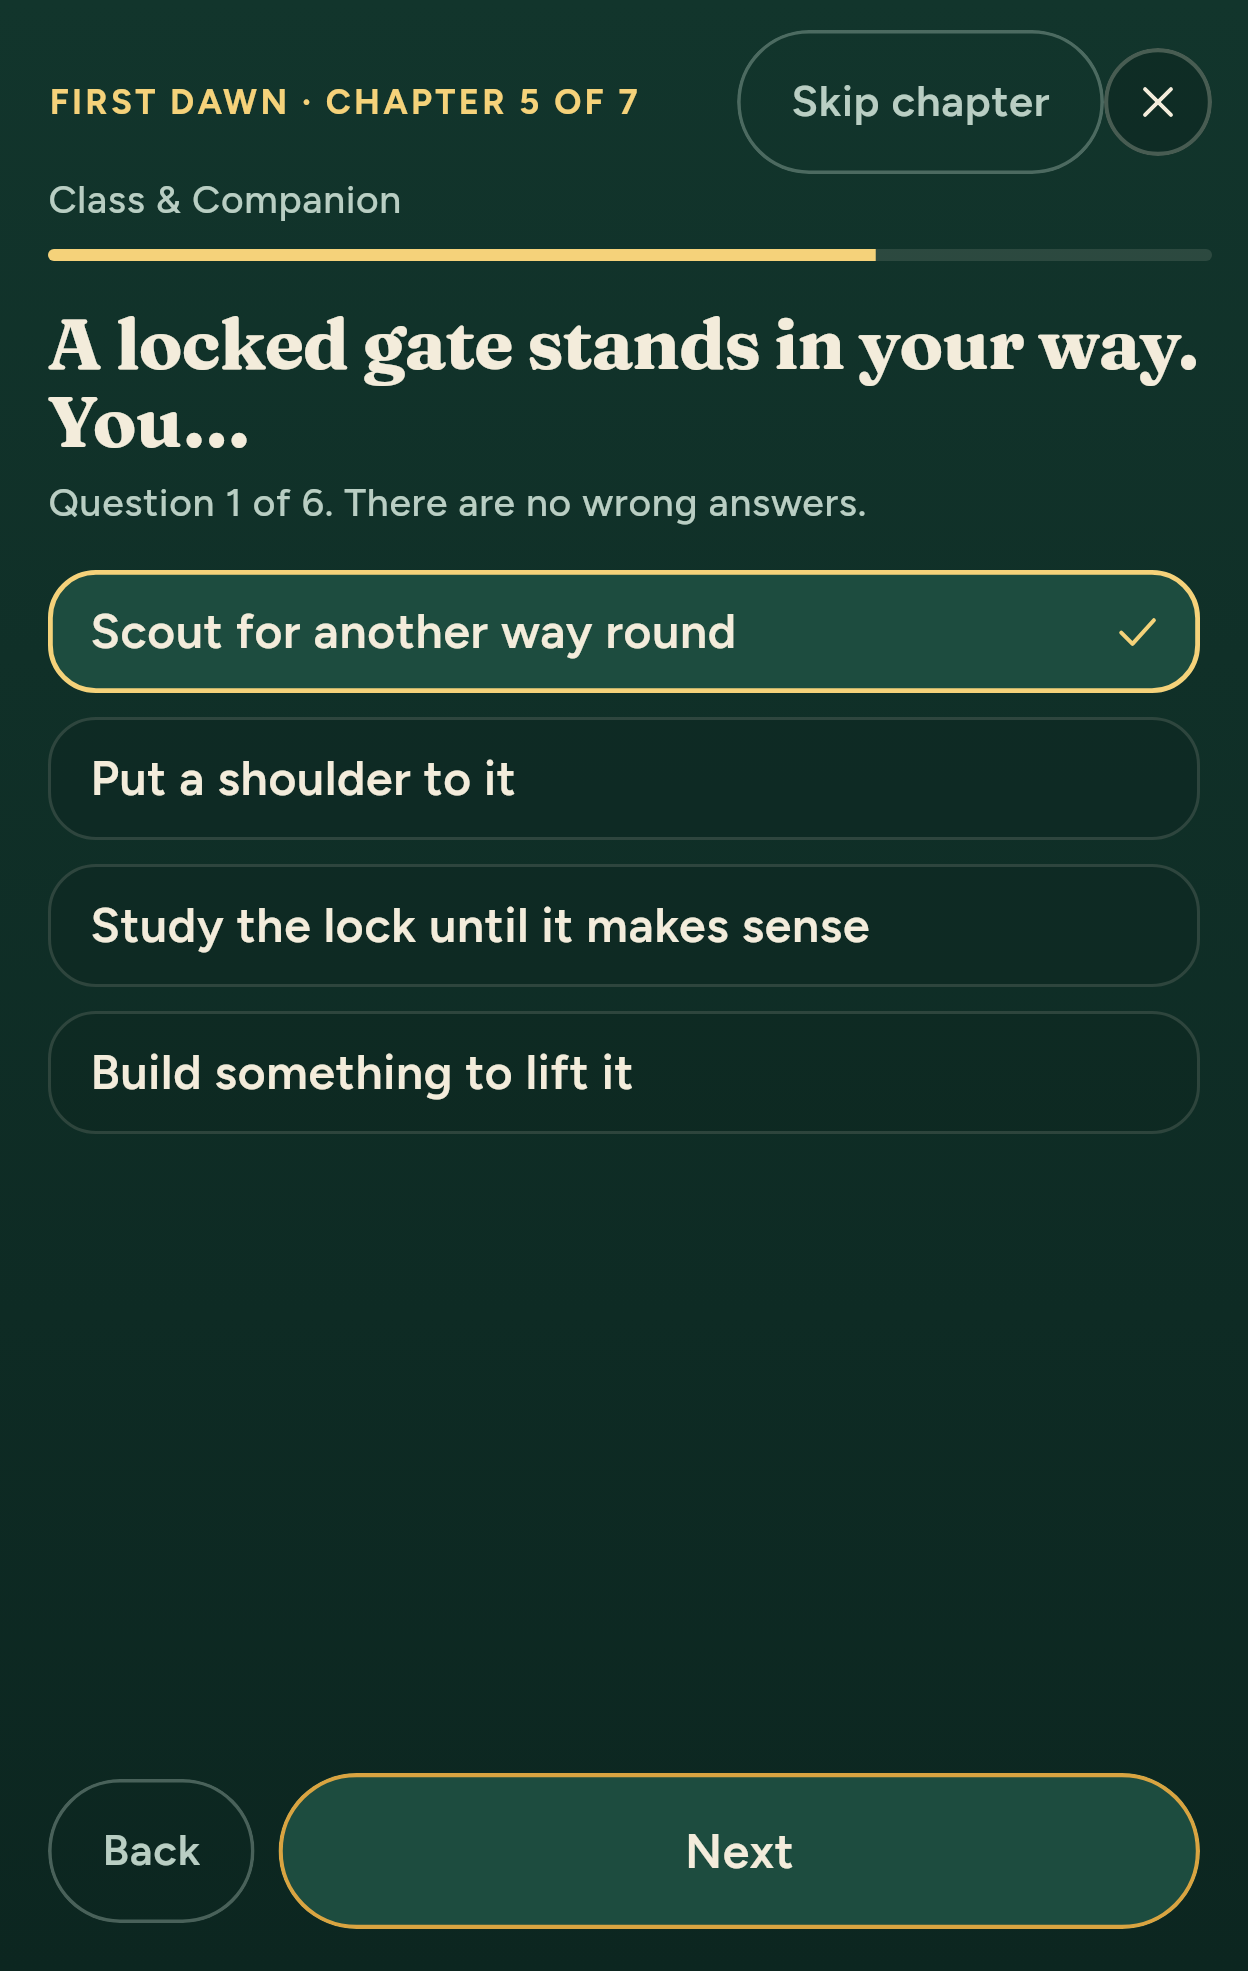 FIRST DAWN · CHAPTER 5 OF 7
Skip chapter
Class & Companion
A locked gate stands in your way.
You...
Question 1 of 6. There are no wrong answers.
Scout for another way round
Put a shoulder to it
Study the lock until it makes sense
Build something to lift it
Back
Next